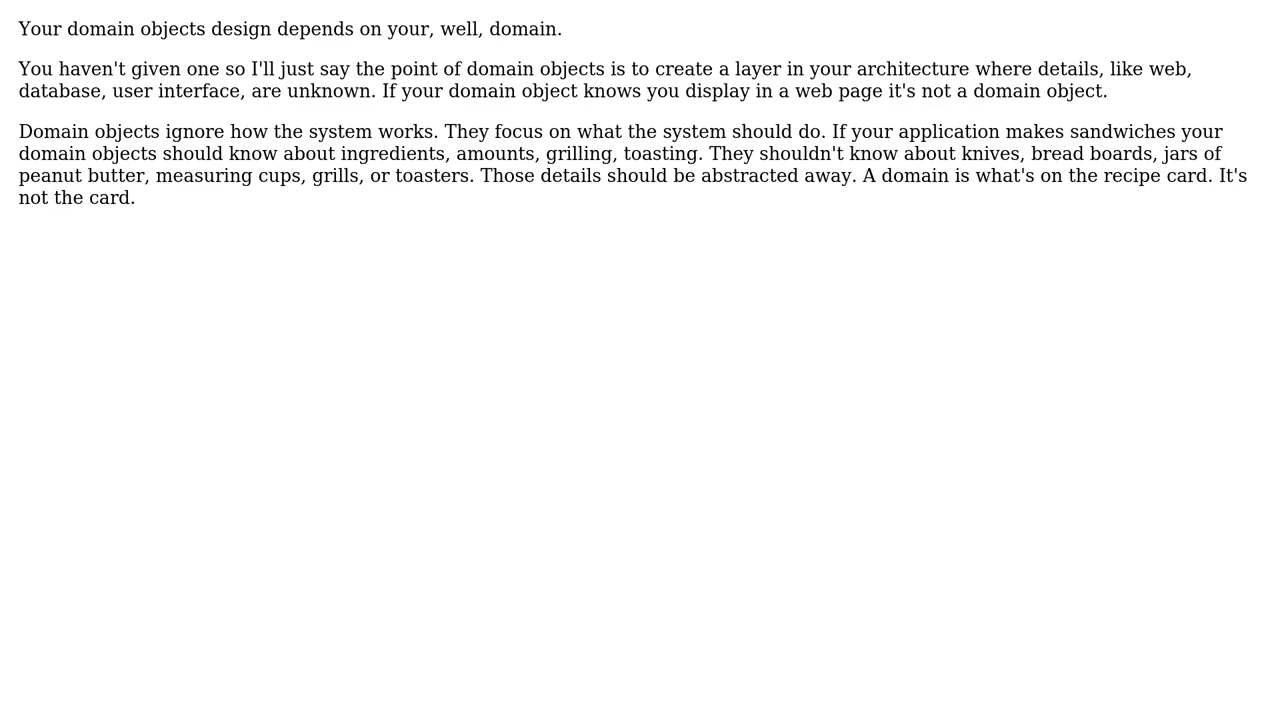 Your domain objects design depends on your, well, domain.
You haven't given one so I'll just say the point of domain objects is to create a layer in your architecture where details, like web,
database, user interface, are unknown. If your domain object knows you display in a web page it's not a domain object.
Domain objects ignore how the system works. They focus on what the system should do. If your application makes sandwiches your
domain objects should know about ingredients, amounts, grilling, toasting. They shouldn't know about knives, bread boards, jars of
peanut butter, measuring cups, grills, or toasters. Those details should be abstracted away. A domain is what's on the recipe card. It's
not the card.